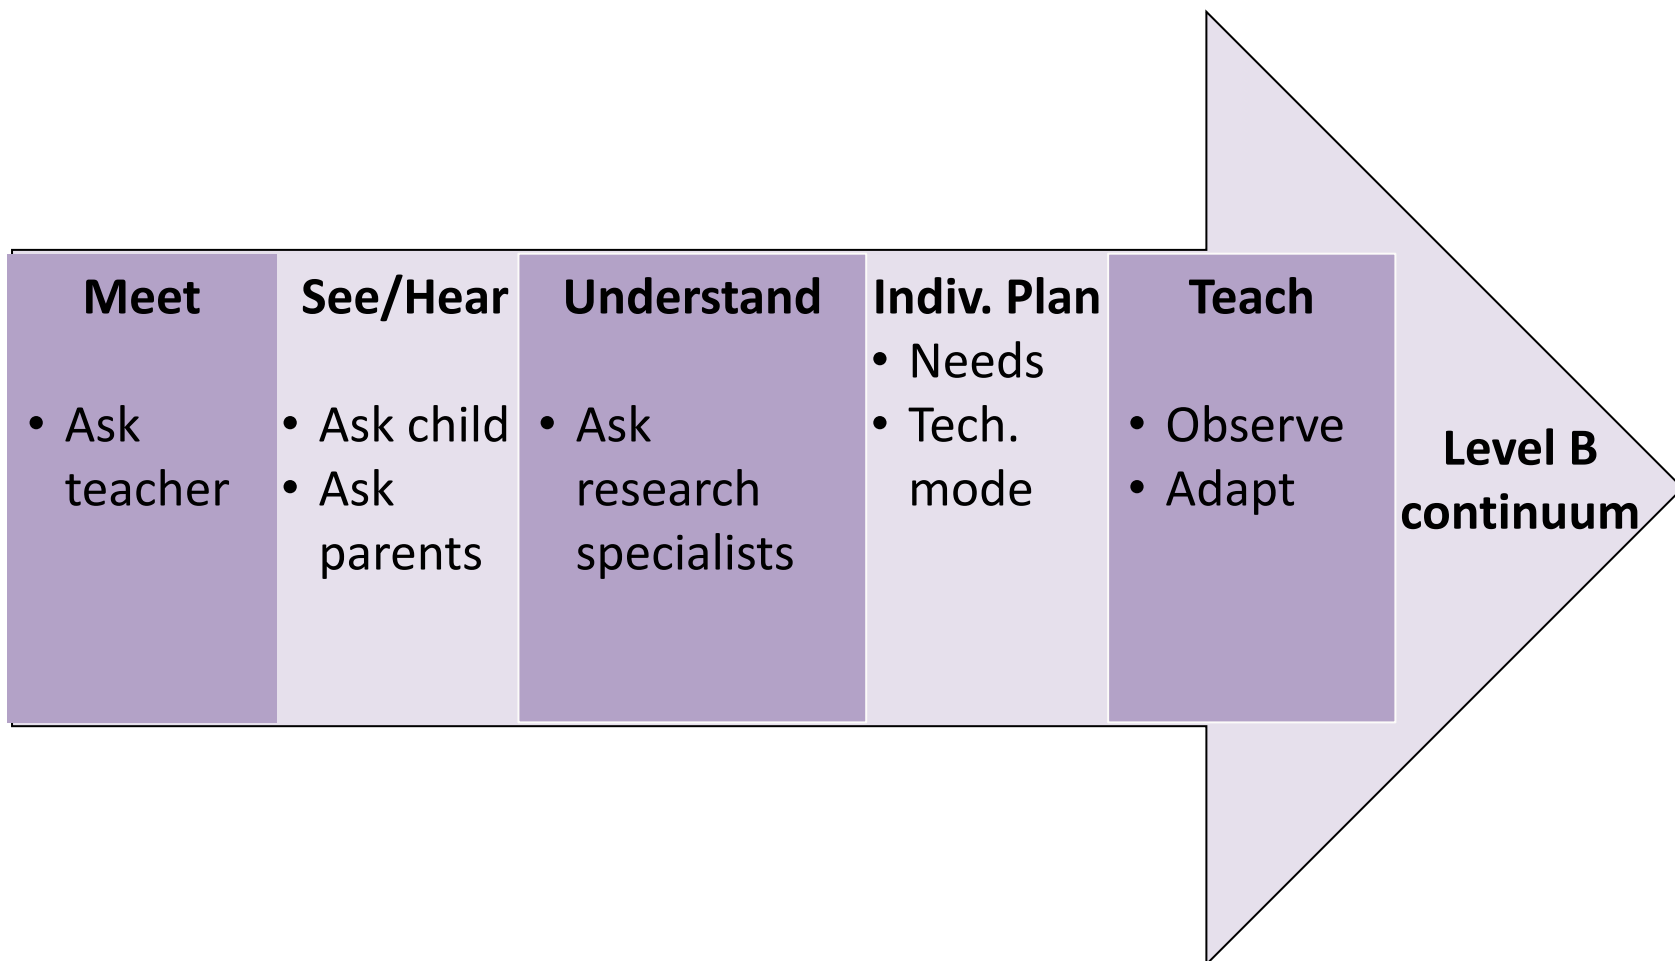 Meet
• Ask
teacher
See/Hear
• Ask child
• Ask
parents
Understand
• Ask
research
specialists
Indiv. Plan
• Needs
• Tech.
mode
Teach
• Observe
• Adapt
Level B
continuum